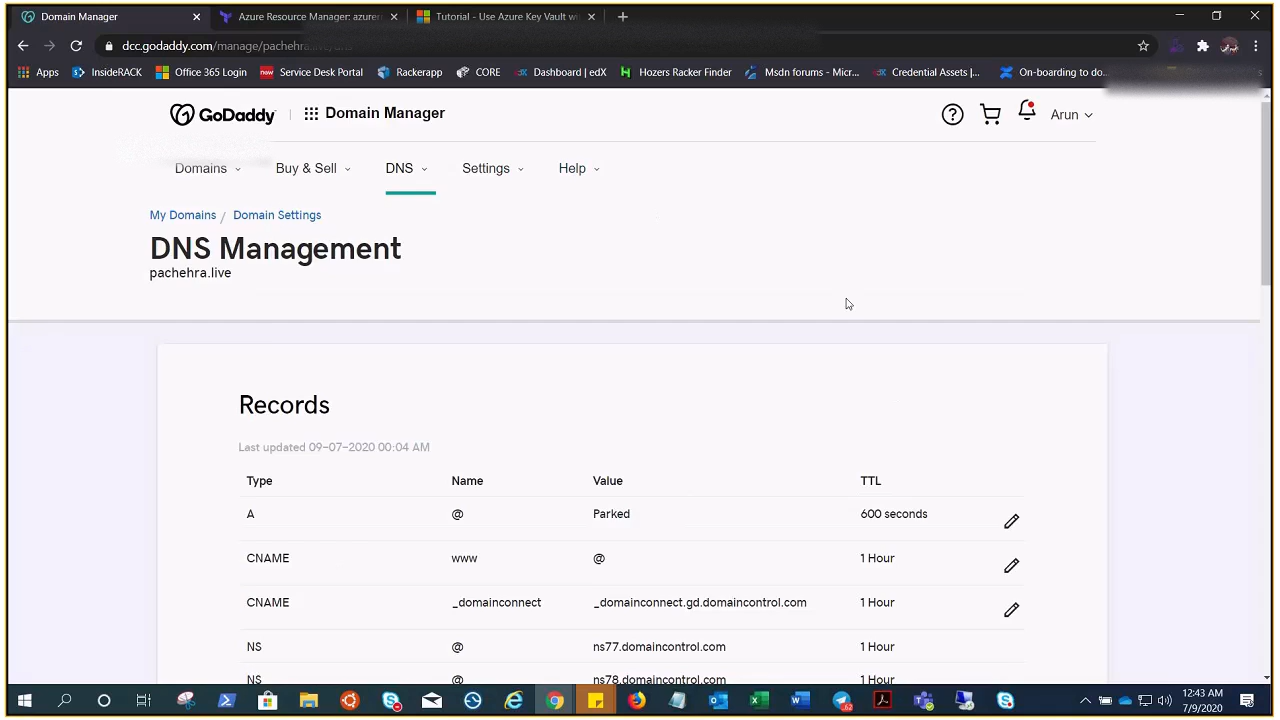 Domain Manager
Azure Resource Manager: azurer
Tutorial - Use Azure Key Vault wi
dcc.godaddy.com/manage/pachehra.live/dns
Apps
InsideRACK
Office 365 Login
now Service Desk Portal
Rackerapp
CORE
Dashboard | edX
Hozers Racker Finder
Msdn forums - Micr...
Credential Assets |...
On-boarding to do...
GoDaddy
Domain Manager
Arun
Domains
Buy & Sell
DNS
Settings
Help
My Domains / Domain Settings
DNS Management
pachehra.live
Records
Last updated 09-07-2020 00:04 AM
Type Name Value TTL
A @ Parked 600 seconds
CNAME www @ 1 Hour
CNAME _domainconnect _domainconnect.gd.domaincontrol.com 1 Hour
NS @ ns77.domaincontrol.com 1 Hour
NS @ ns78.domaincontrol.com 1 Hour
12:43 AM
7/9/2020